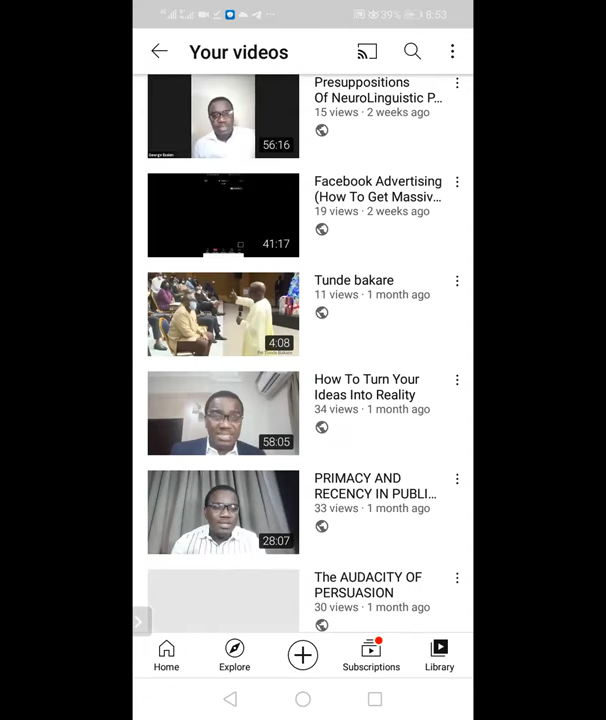 39% 8:53
Your videos
Presuppositions
Of NeuroLinguistic P...
15 views · 2 weeks ago
56:16
Facebook Advertising
(How To Get Massiv...
19 views · 2 weeks ago
41:17
Tunde bakare
11 views · 1 month ago
4:08
How To Turn Your
Ideas Into Reality
34 views · 1 month ago
58:05
PRIMACY AND
RECENCY IN PUBLI...
33 views · 1 month ago
28:07
The AUDACITY OF
PERSUASION
30 views · 1 month ago
Home
Explore
Subscriptions
Library